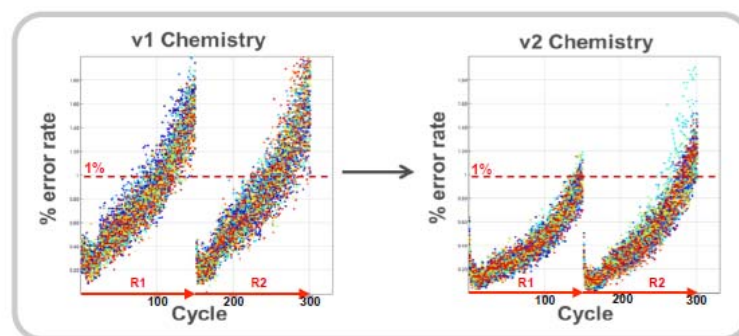 v1 Chemistry
v2 Chemistry
% error rate
1%
R1
R2
100
200
300
Cycle
% error rate
1%
R1
R2
100
200
300
Cycle